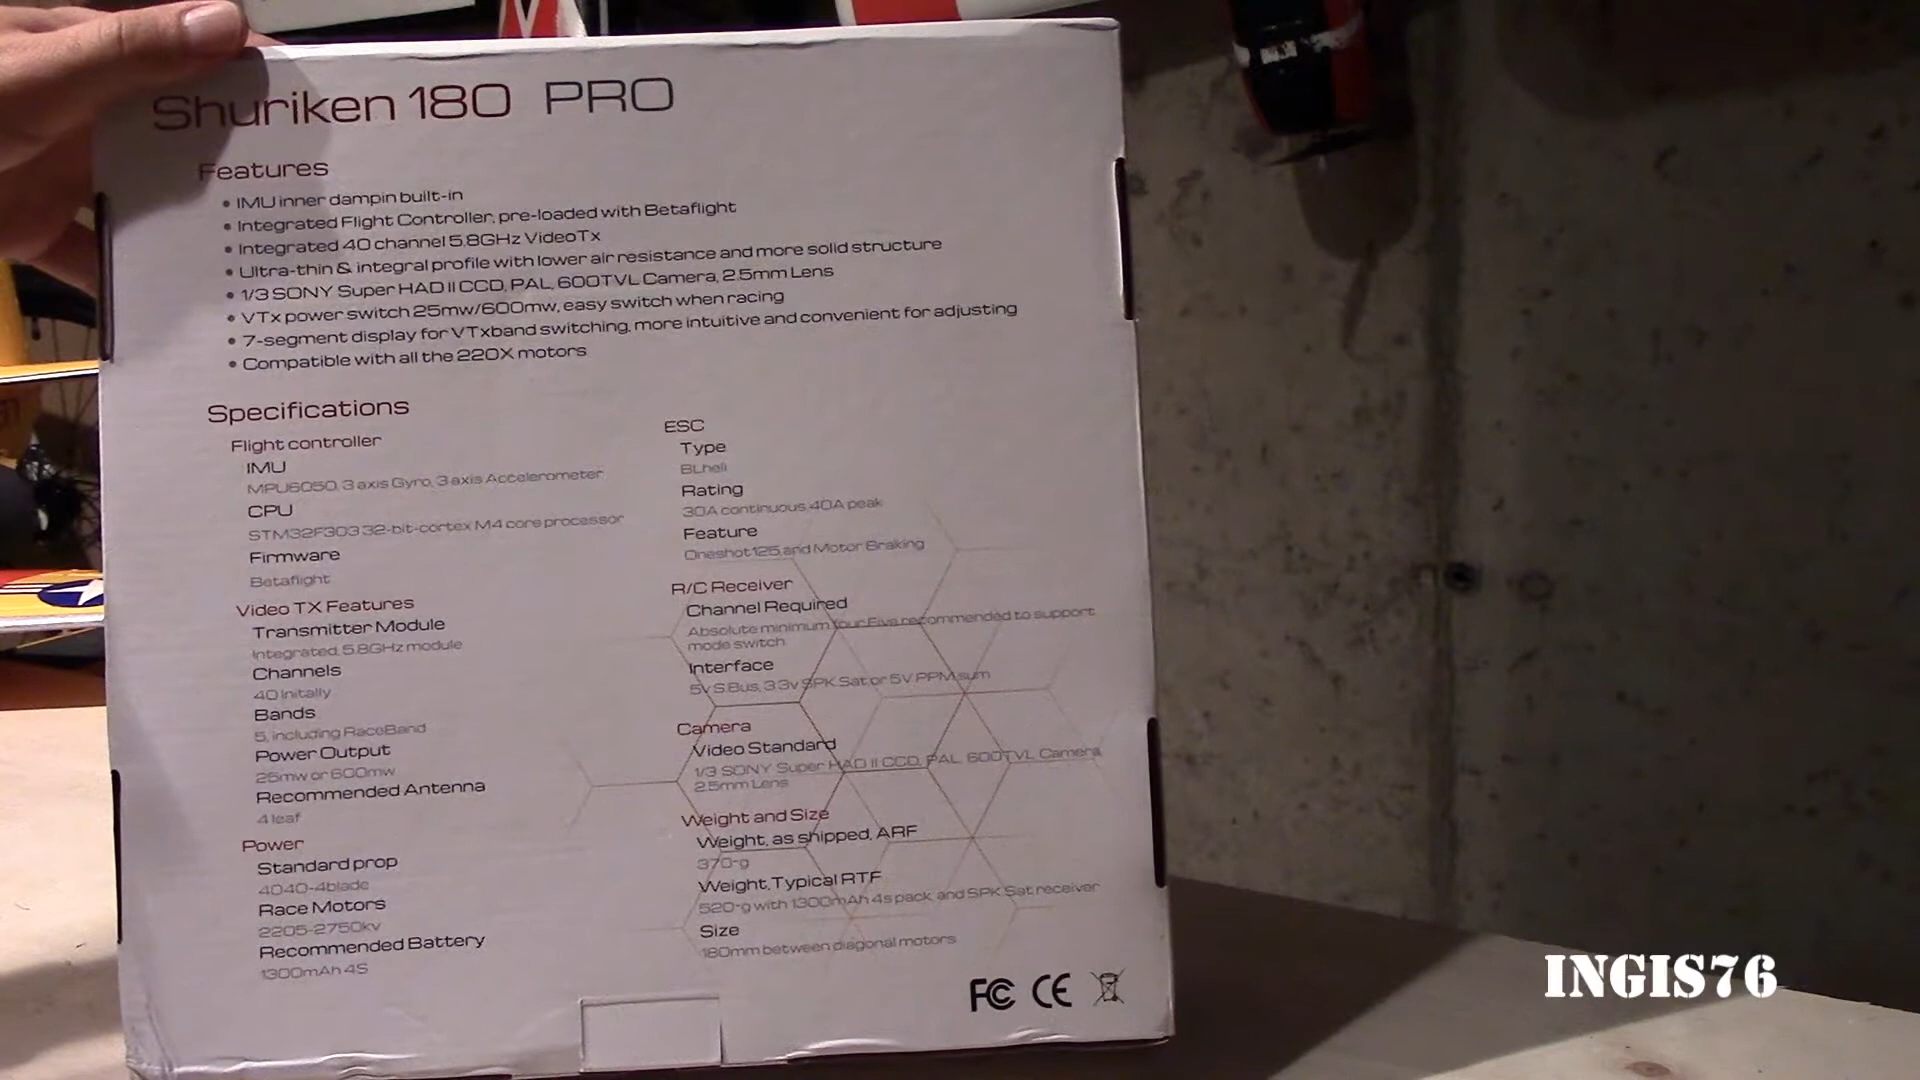 Shuriken 180 PRO
Features
• IMU inner dampin built-in
• Integrated Flight Controller, pre-loaded with Betaflight
• Integrated 40 channel 5.8GHz VideoTx
• Ultra-thin & integral profile with lower air resistance and more solid structure
• 1/3 SONY Super HAD II CCD, PAL, 600TVL Camera, 2.5mm Lens
• VTx power switch 25mw/600mw, easy switch when racing
• 7-segment display for VTxband switching, more intuitive and convenient for adjusting
• Compatible with all the 220X motors
Specifications
Flight controller
IMU
MPU6050, 3 axis Gyro, 3 axis Accelerometer
CPU
STM32F303 32-bit-cortex M4 core processor
Firmware
Betaflight
Video TX Features
Transmitter Module
Integrated, 5.8GHz module
Channels
40 Initally
Bands
5, including RaceBand
Power Output
25mw or 600mw
Recommended Antenna
4 leaf
Power
Standard prop
4040-4blade
Race Motors
2205-2750kv
Recommended Battery
1300mAh 4S
ESC
Type
BLheli
Rating
30A continuous 40A peak
Feature
Oneshot125 and Motor Braking
R/C Receiver
Channel Required
Absolute minimum four Five recommended to support
mode switch
Interface
5v S.Bus, 3.3v SPK Sat or 5V PPM sum
Camera
Video Standard
1/3 SONY Super HAD II CCD, PAL, 600TVL Camera
2.5mm Lens
Weight and Size
Weight, as shipped, ARF
370-g
Weight, Typical RTF
520-g with 1300mAh 4s pack and SPK Sat receiver
Size
180mm between diagonal motors
FC CE
INGIS76